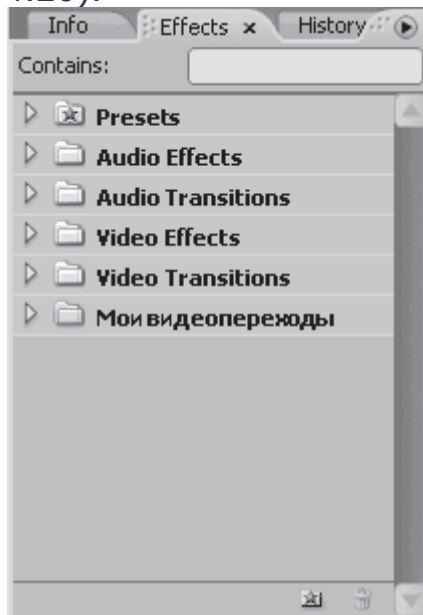 Info Effects x History
Contains:
Presets
Audio Effects
Audio Transitions
Video Effects
Video Transitions
Мои видеопереходы